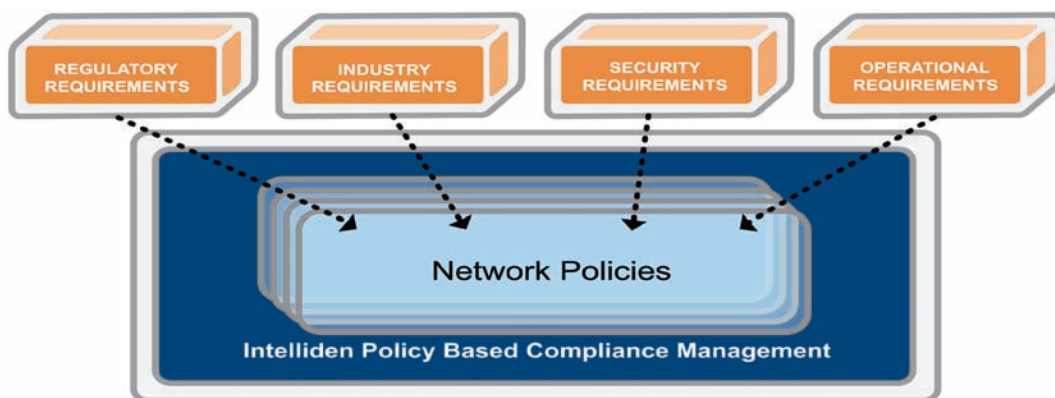 REGULATORY
REQUIREMENTS
INDUSTRY
REQUIREMENTS
SECURITY
REQUIREMENTS
OPERATIONAL
REQUIREMENTS
Network Policies
Intelliden Policy Based Compliance Management